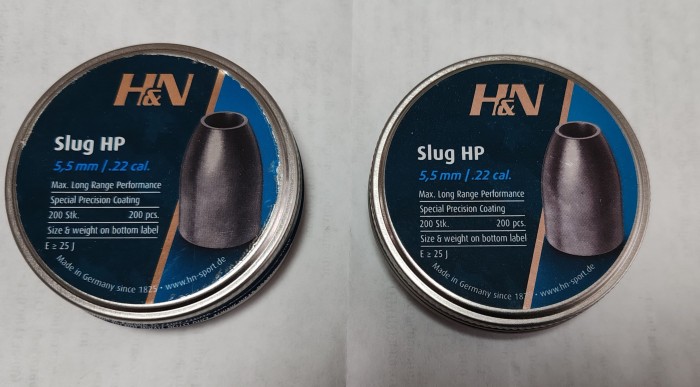 H&N
Slug HP
5,5 mm / .22 cal.
Max. Long Range Performance
Special Precision Coating
200 Stk. 200 pcs.
Size & weight on bottom label
E ≥ 25 J
Made in Germany since 1825 • www.hn-sport.de
H&N
Slug HP
5,5 mm / .22 cal.
Max. Long Range Performance
Special Precision Coating
200 Stk. 200 pcs.
Size & weight on bottom label
E ≥ 25 J
Made in Germany since • www.hn-sport.de